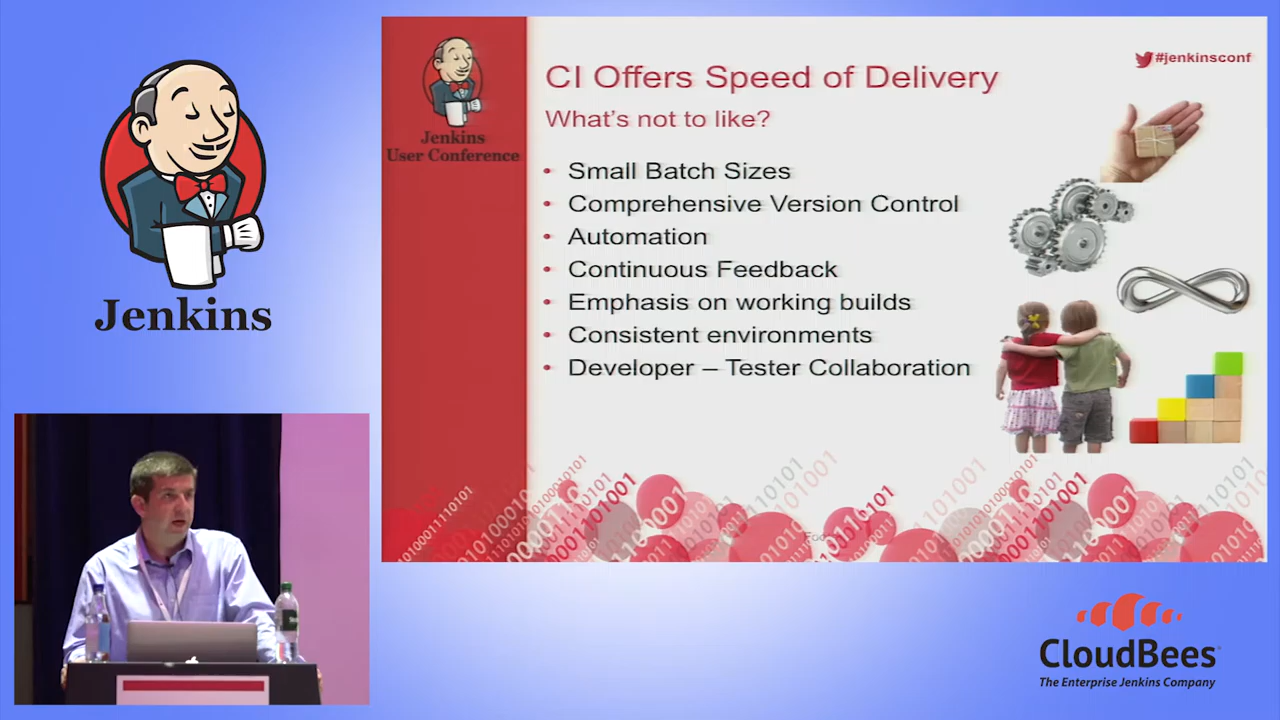 Jenkins
Jenkins
User Conference
CI Offers Speed of Delivery
What's not to like?
#jenkinsconf
• Small Batch Sizes
• Comprehensive Version Control
• Automation
• Continuous Feedback
• Emphasis on working builds
• Consistent environments
• Developer – Tester Collaboration
CloudBees
The Enterprise Jenkins Company